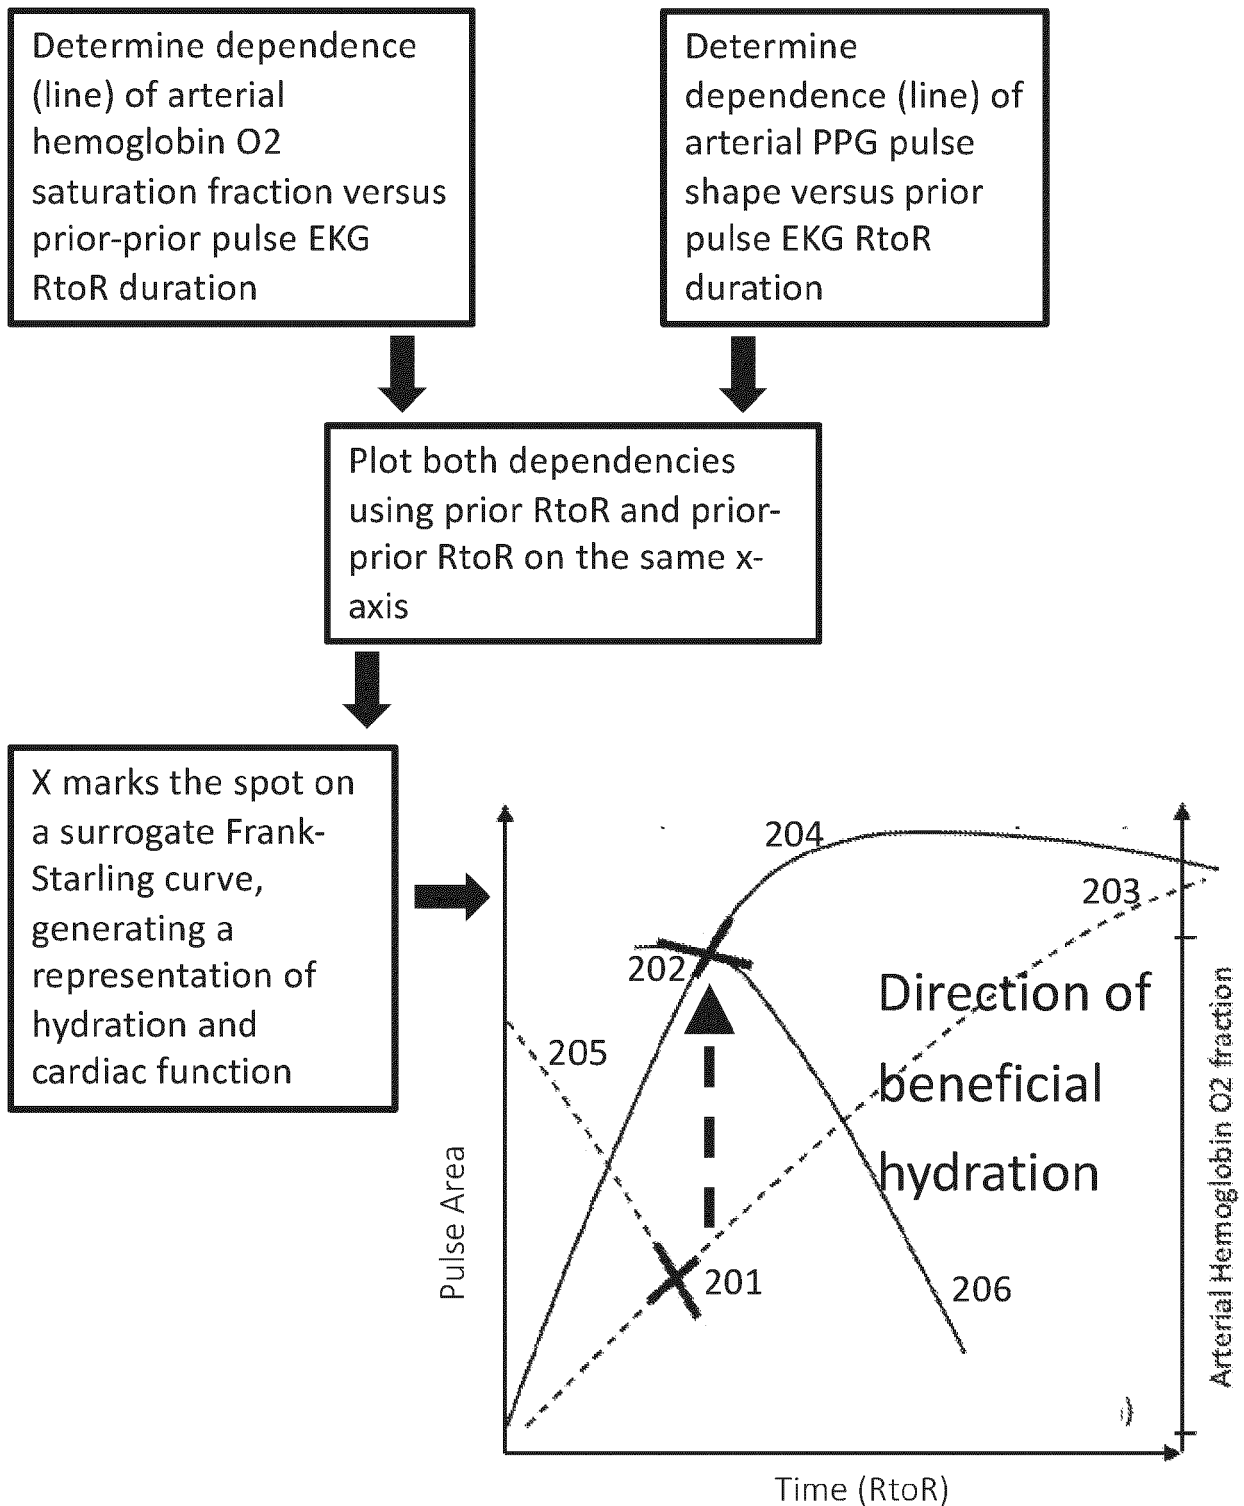 Determine dependence
(line) of arterial
hemoglobin O2
saturation fraction versus
prior-prior pulse EKG
RtoR duration
Determine
dependence (line) of
arterial PPG pulse
shape versus prior
pulse EKG RtoR
duration
Plot both dependencies
using prior RtoR and prior-
prior RtoR on the same x-
axis
X marks the spot on
a surrogate Frank-
Starling curve,
generating a
representation of
hydration and
cardiac function
204
203
202
Direction of
beneficial
hydration
205
201
206
Pulse Area
Arterial Hemoglobin O2 fraction
Time (RtoR)